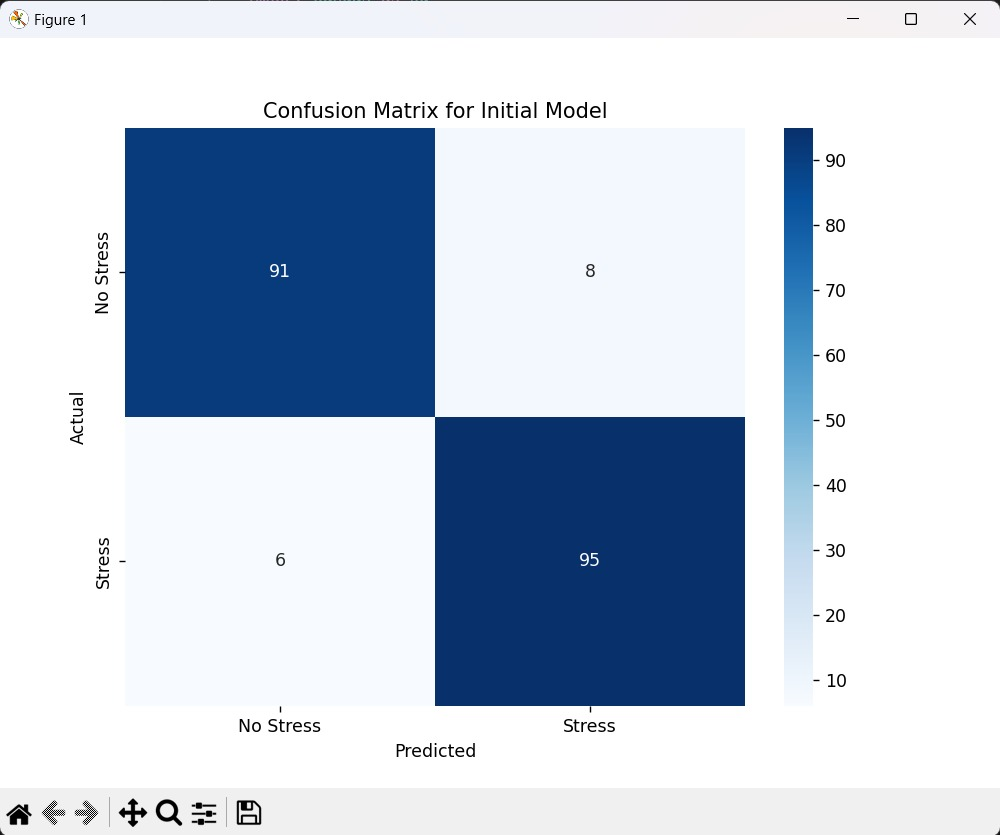 Figure 1
Confusion Matrix for Initial Model
No Stress
Stress
Actual
91
8
6
95
No Stress
Stress
Predicted
90
80
70
60
50
40
30
20
10